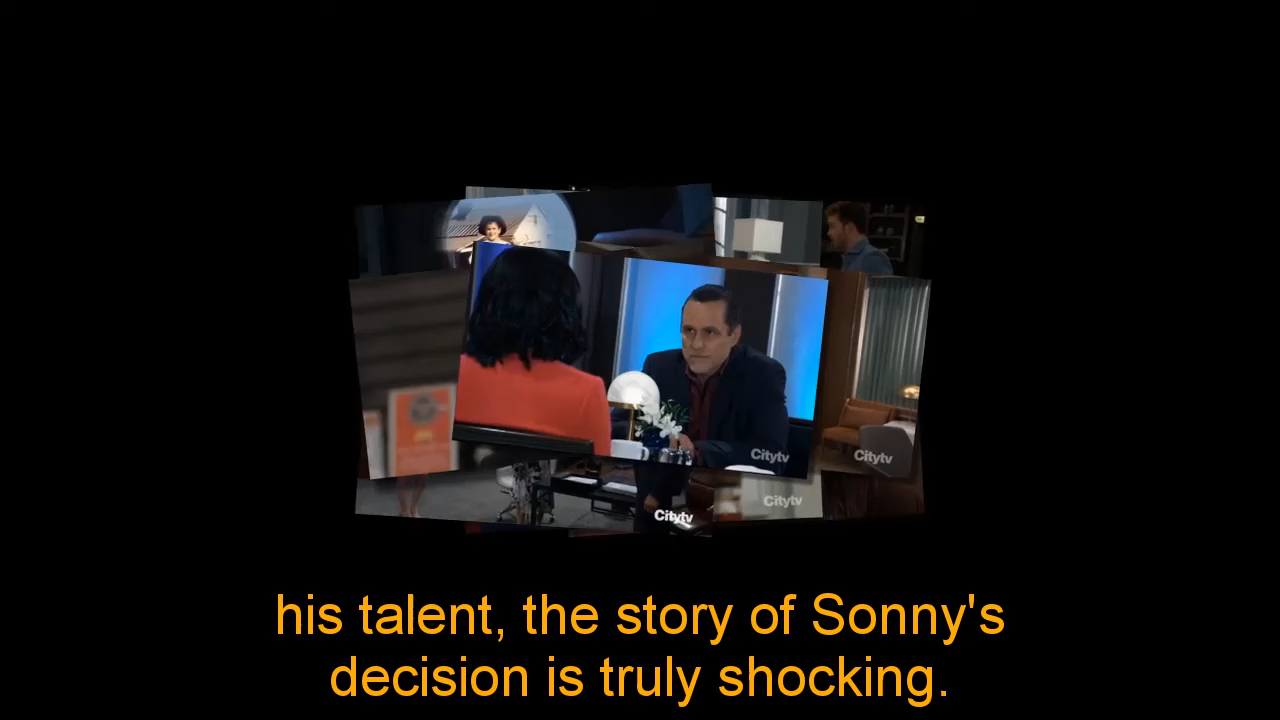 Citytv
Citytv
Citytv
Citytv
his talent, the story of Sonny's
decision is truly shocking.